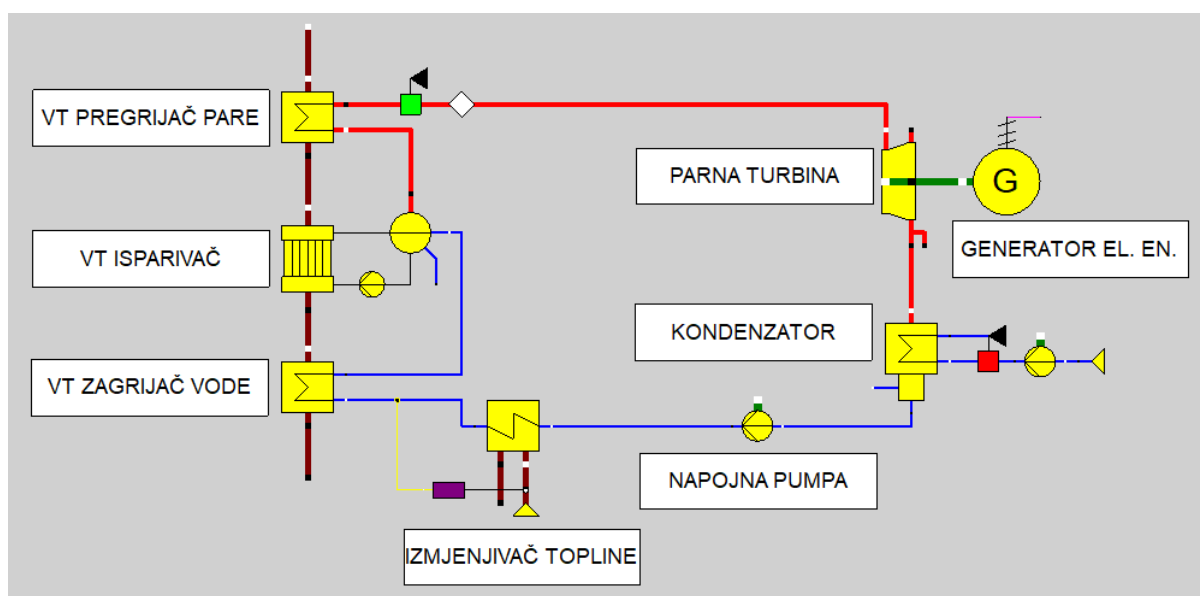 VT PREGRIJAČ PARE
PARNA TURBINA
G
VT ISPARIVAČ
GENERATOR EL. EN.
KONDENZATOR
VT ZAGRIJAČ VODE
NAPOJNA PUMPA
IZMJENJIVAČ TOPLINE